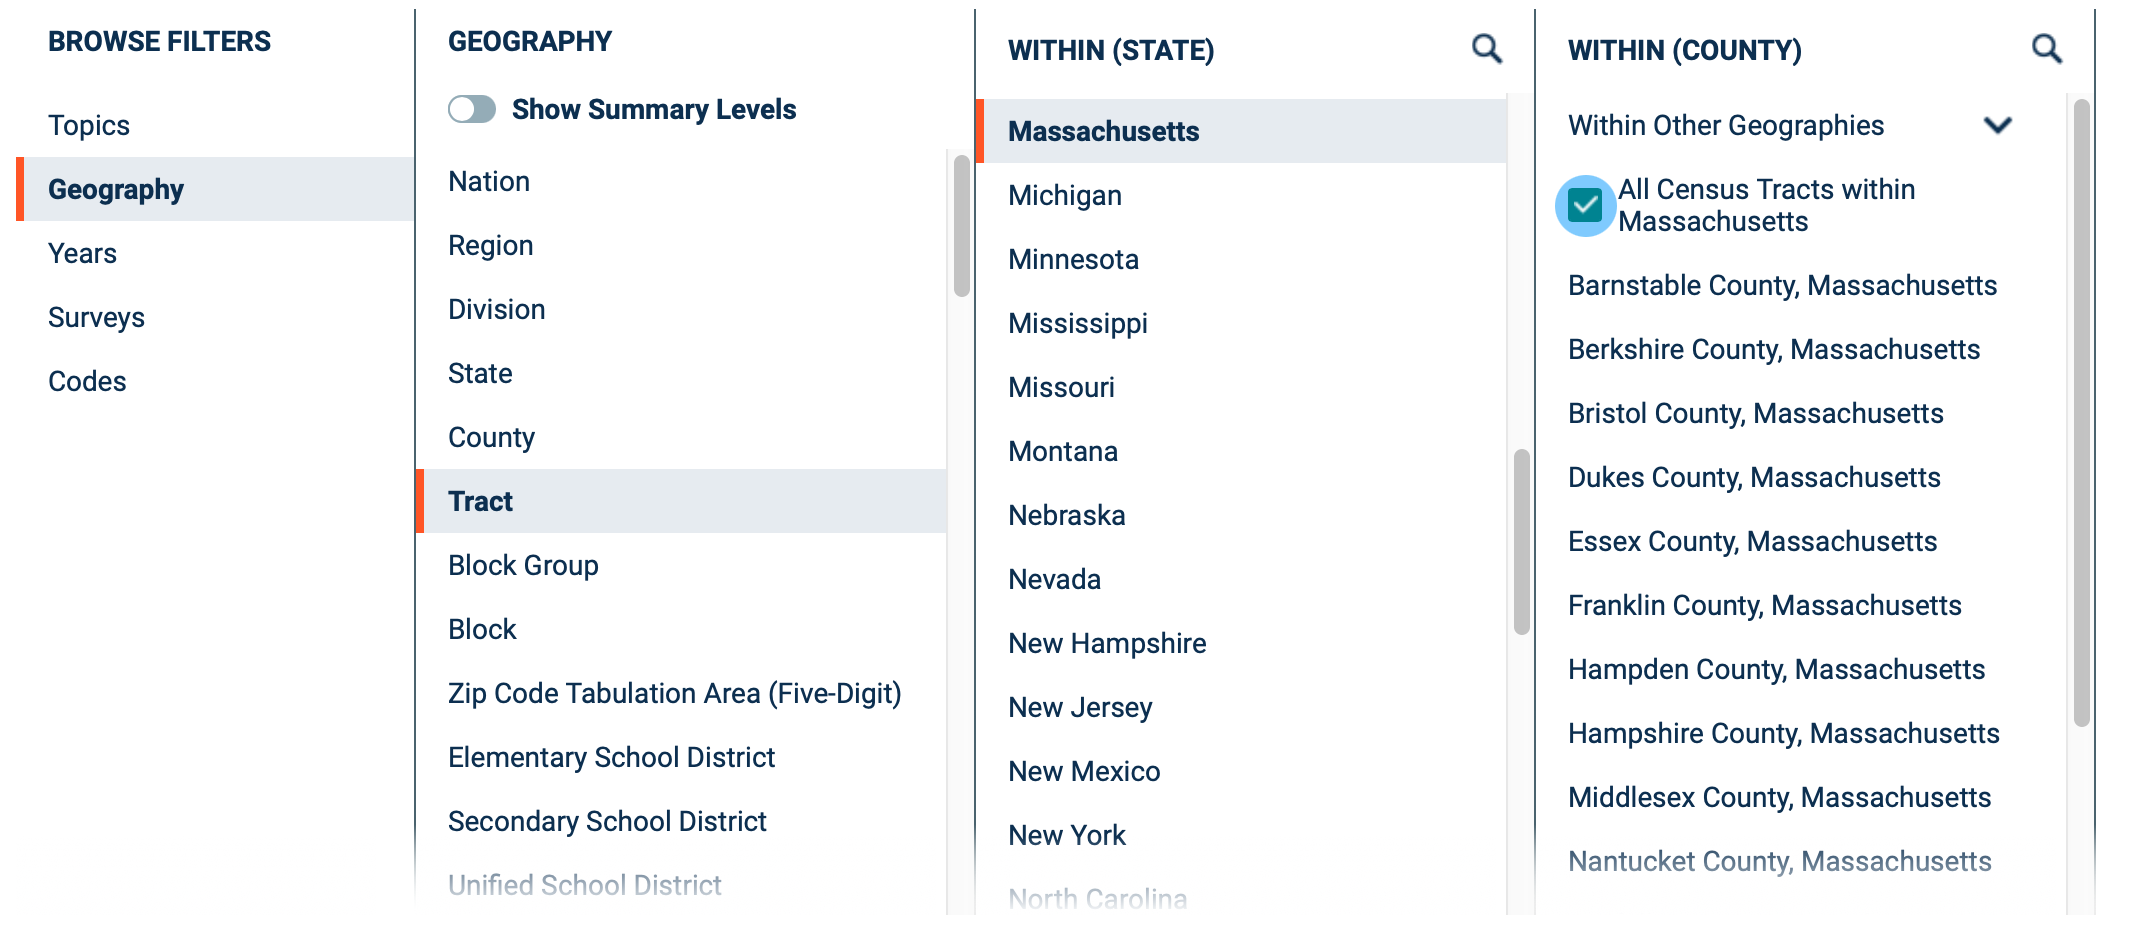 BROWSE FILTERS
Topics
Geography
Years
Surveys
Codes
GEOGRAPHY
Show Summary Levels
Nation
Region
Division
State
County
Tract
Block Group
Block
Zip Code Tabulation Area (Five-Digit)
Elementary School District
Secondary School District
Unified School District
WITHIN (STATE)
Massachusetts
Michigan
Minnesota
Mississippi
Missouri
Montana
Nebraska
Nevada
New Hampshire
New Jersey
New Mexico
New York
North Carolina
WITHIN (COUNTY)
Within Other Geographies
All Census Tracts within
Massachusetts
Barnstable County, Massachusetts
Berkshire County, Massachusetts
Bristol County, Massachusetts
Dukes County, Massachusetts
Essex County, Massachusetts
Franklin County, Massachusetts
Hampden County, Massachusetts
Hampshire County, Massachusetts
Middlesex County, Massachusetts
Nantucket County, Massachusetts